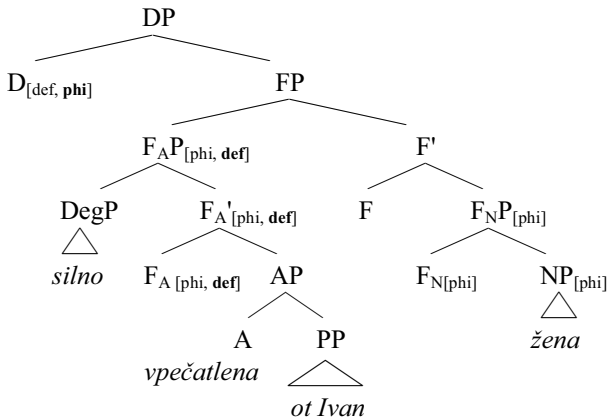 DP
D[def, phi] FP
FAP[phi, def] F'
DegP FA'[phi, def] F FNP[phi]
silno FA [phi, def] AP FN[phi] NP[phi]
A PP žena
vpečatlena
ot Ivan